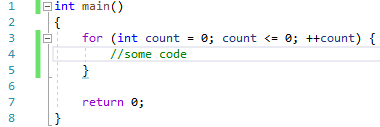 1 int main()
2 {
3 for (int count = 0; count <= 0; ++count) {
4 //some code
5 }
6
7 return 0;
8 }